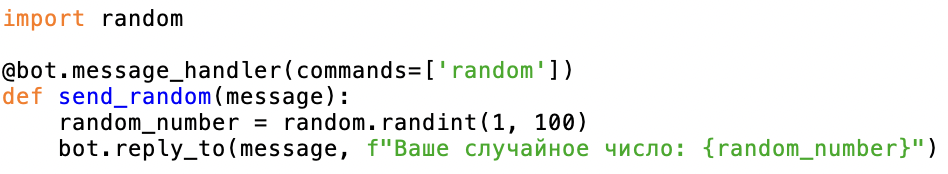 import random
@bot.message_handler(commands=['random'])
def send_random(message):
    random_number = random.randint(1, 100)
    bot.reply_to(message, f"Ваше случайное число: {random_number}")